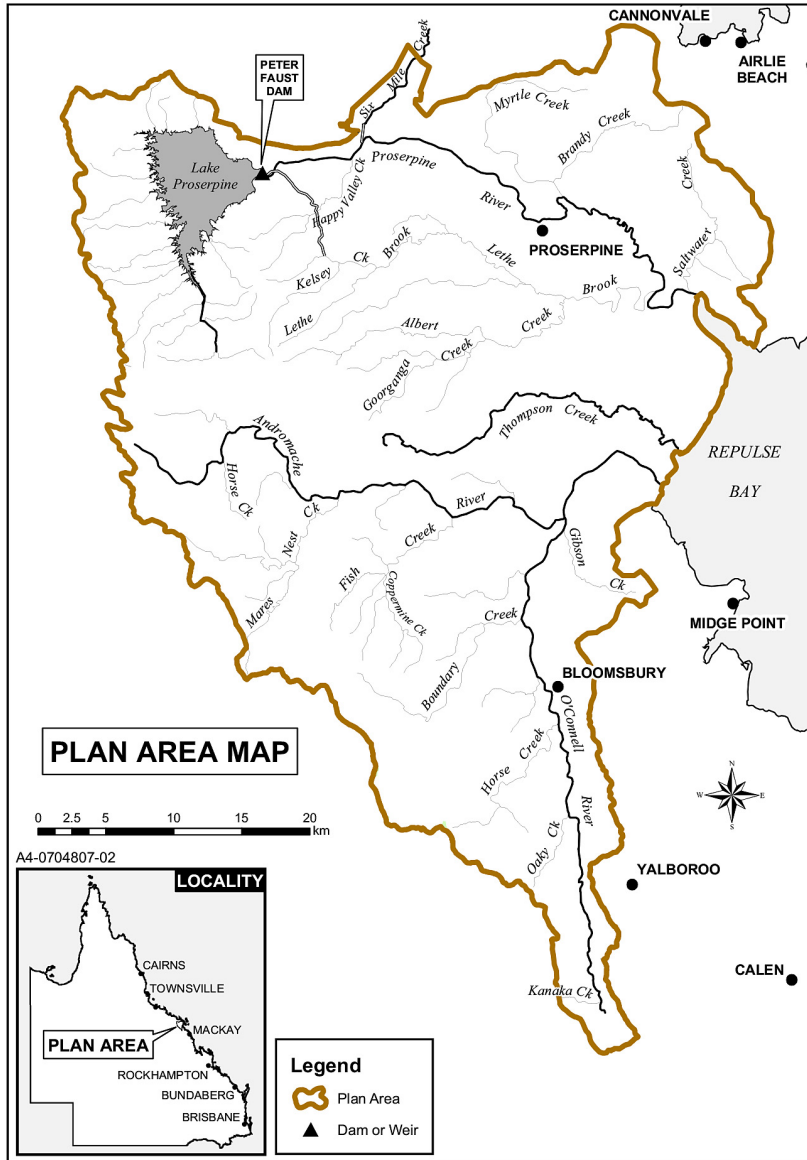 CANNONVALE
AIRLIE
BEACH
PETER
FAUST
DAM
Six Mile Creek
Myrtle Creek
Brandy Creek
Lake
Proserpine
Proserpine River
Happy Valley Ck
Saltwater Creek
PROSERPINE
Kelsey Ck
Lethe Brook
Lethe Brook
Albert Creek
Goorganga Creek
Thompson Creek
REPULSE
BAY
Andromache River
Horse Ck
Mares Nest Ck
Fish Creek
Coppermine Ck
Gibson Ck
MIDGE POINT
Boundary Creek
BLOOMSBURY
O'Connell River
Horse Creek
Oaky Ck
PLAN AREA MAP
N
W
E
S
0 2.5 5 10 15 20
km
YALBOROO
CALEN
Kanaka Ck
A4-0704807-02
LOCALITY
CAIRNS
TOWNSVILLE
MACKAY
PLAN AREA
ROCKHAMPTON
BUNDABERG
BRISBANE
Legend
Plan Area
Dam or Weir